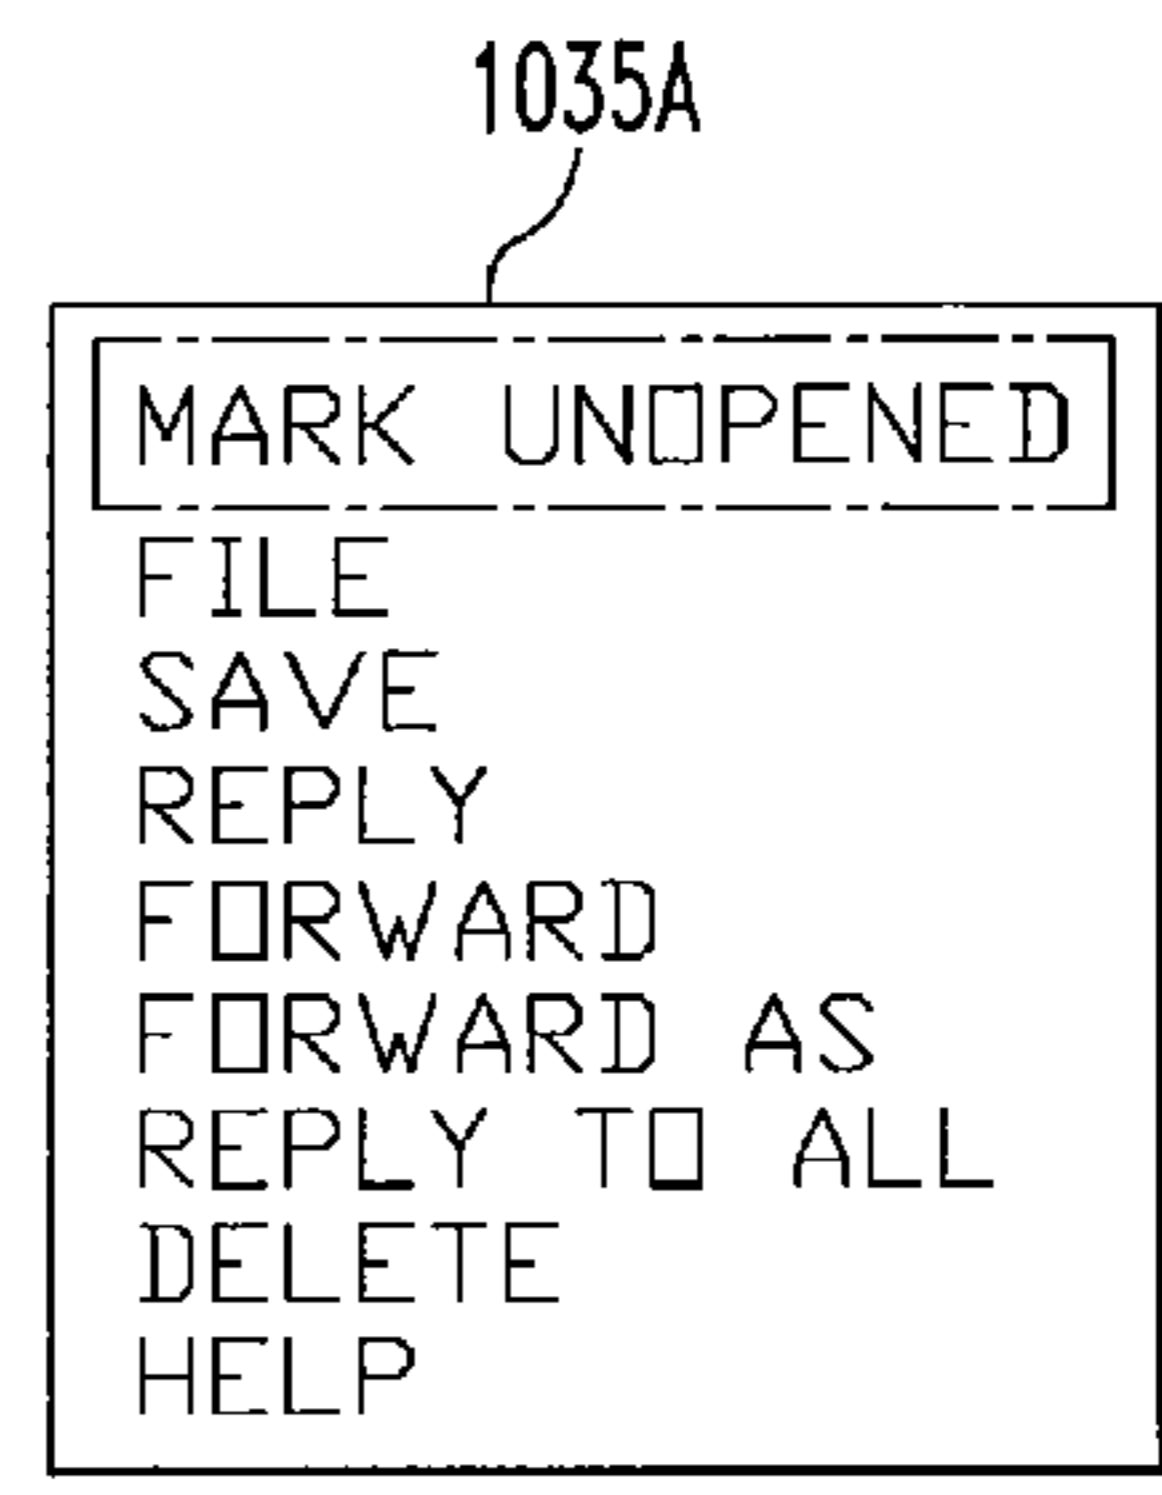 1035A
MARK UNOPENED
FILE
SAVE
REPLY
FORWARD
FORWARD AS
REPLY TO ALL
DELETE
HELP